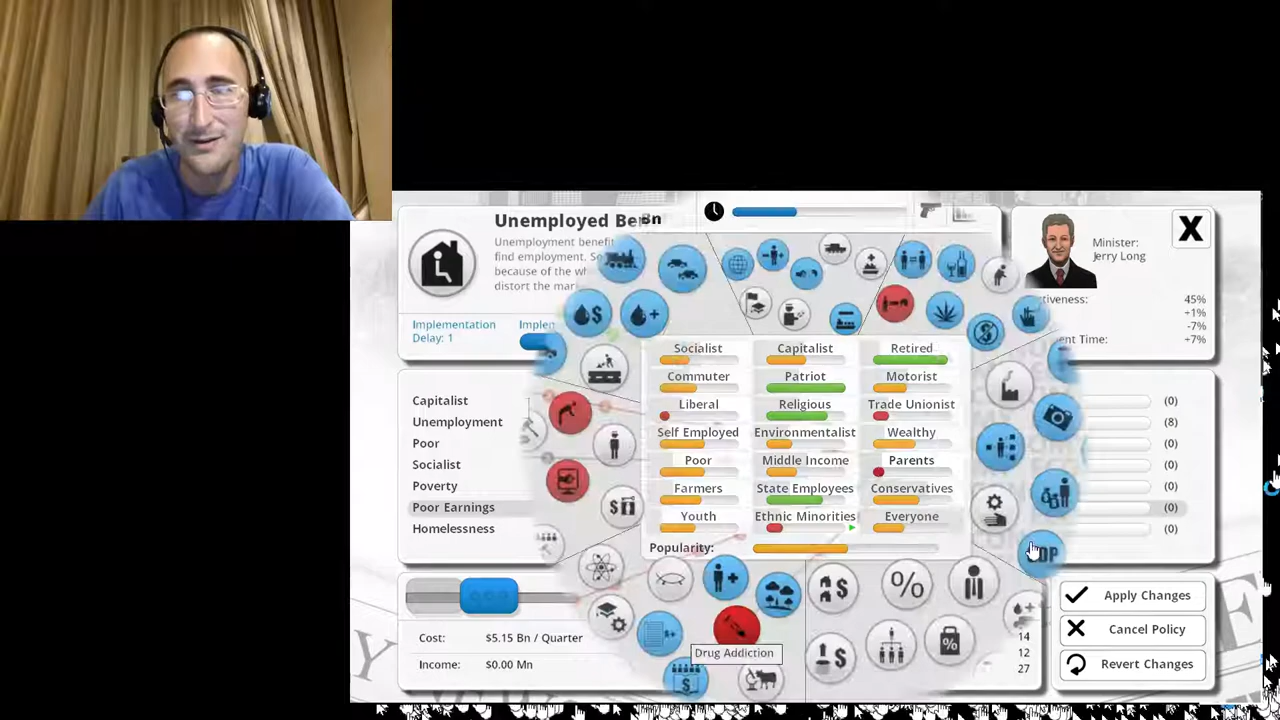 Unemployed Be
Bn
Unemployment benefit
employment. So
because of the wh
distort the mar
Implementation
Delay: 1
Implem
X
Minister:
Jerry Long
ctiveness: 45%
+1%
-7%
ent Time: +7%
Capitalist
Unemployment
Poor
Socialist
Poverty
Poor Earnings
Homelessness
Socialist Capitalist Retired
Commuter Patriot Motorist
Liberal Religious Trade Unionist
Self Employed Environmentalist Wealthy
Poor Middle Income Parents
Farmers State Employees Conservatives
Youth Ethnic Minorities Everyone
Popularity:
(0)
(8)
(0)
(0)
(0)
(0)
(0)
DP
Cost: $5.15 Bn / Quarter
Income: $0.00 Mn
Drug Addiction
14
12
27
Apply Changes
Cancel Policy
Revert Changes